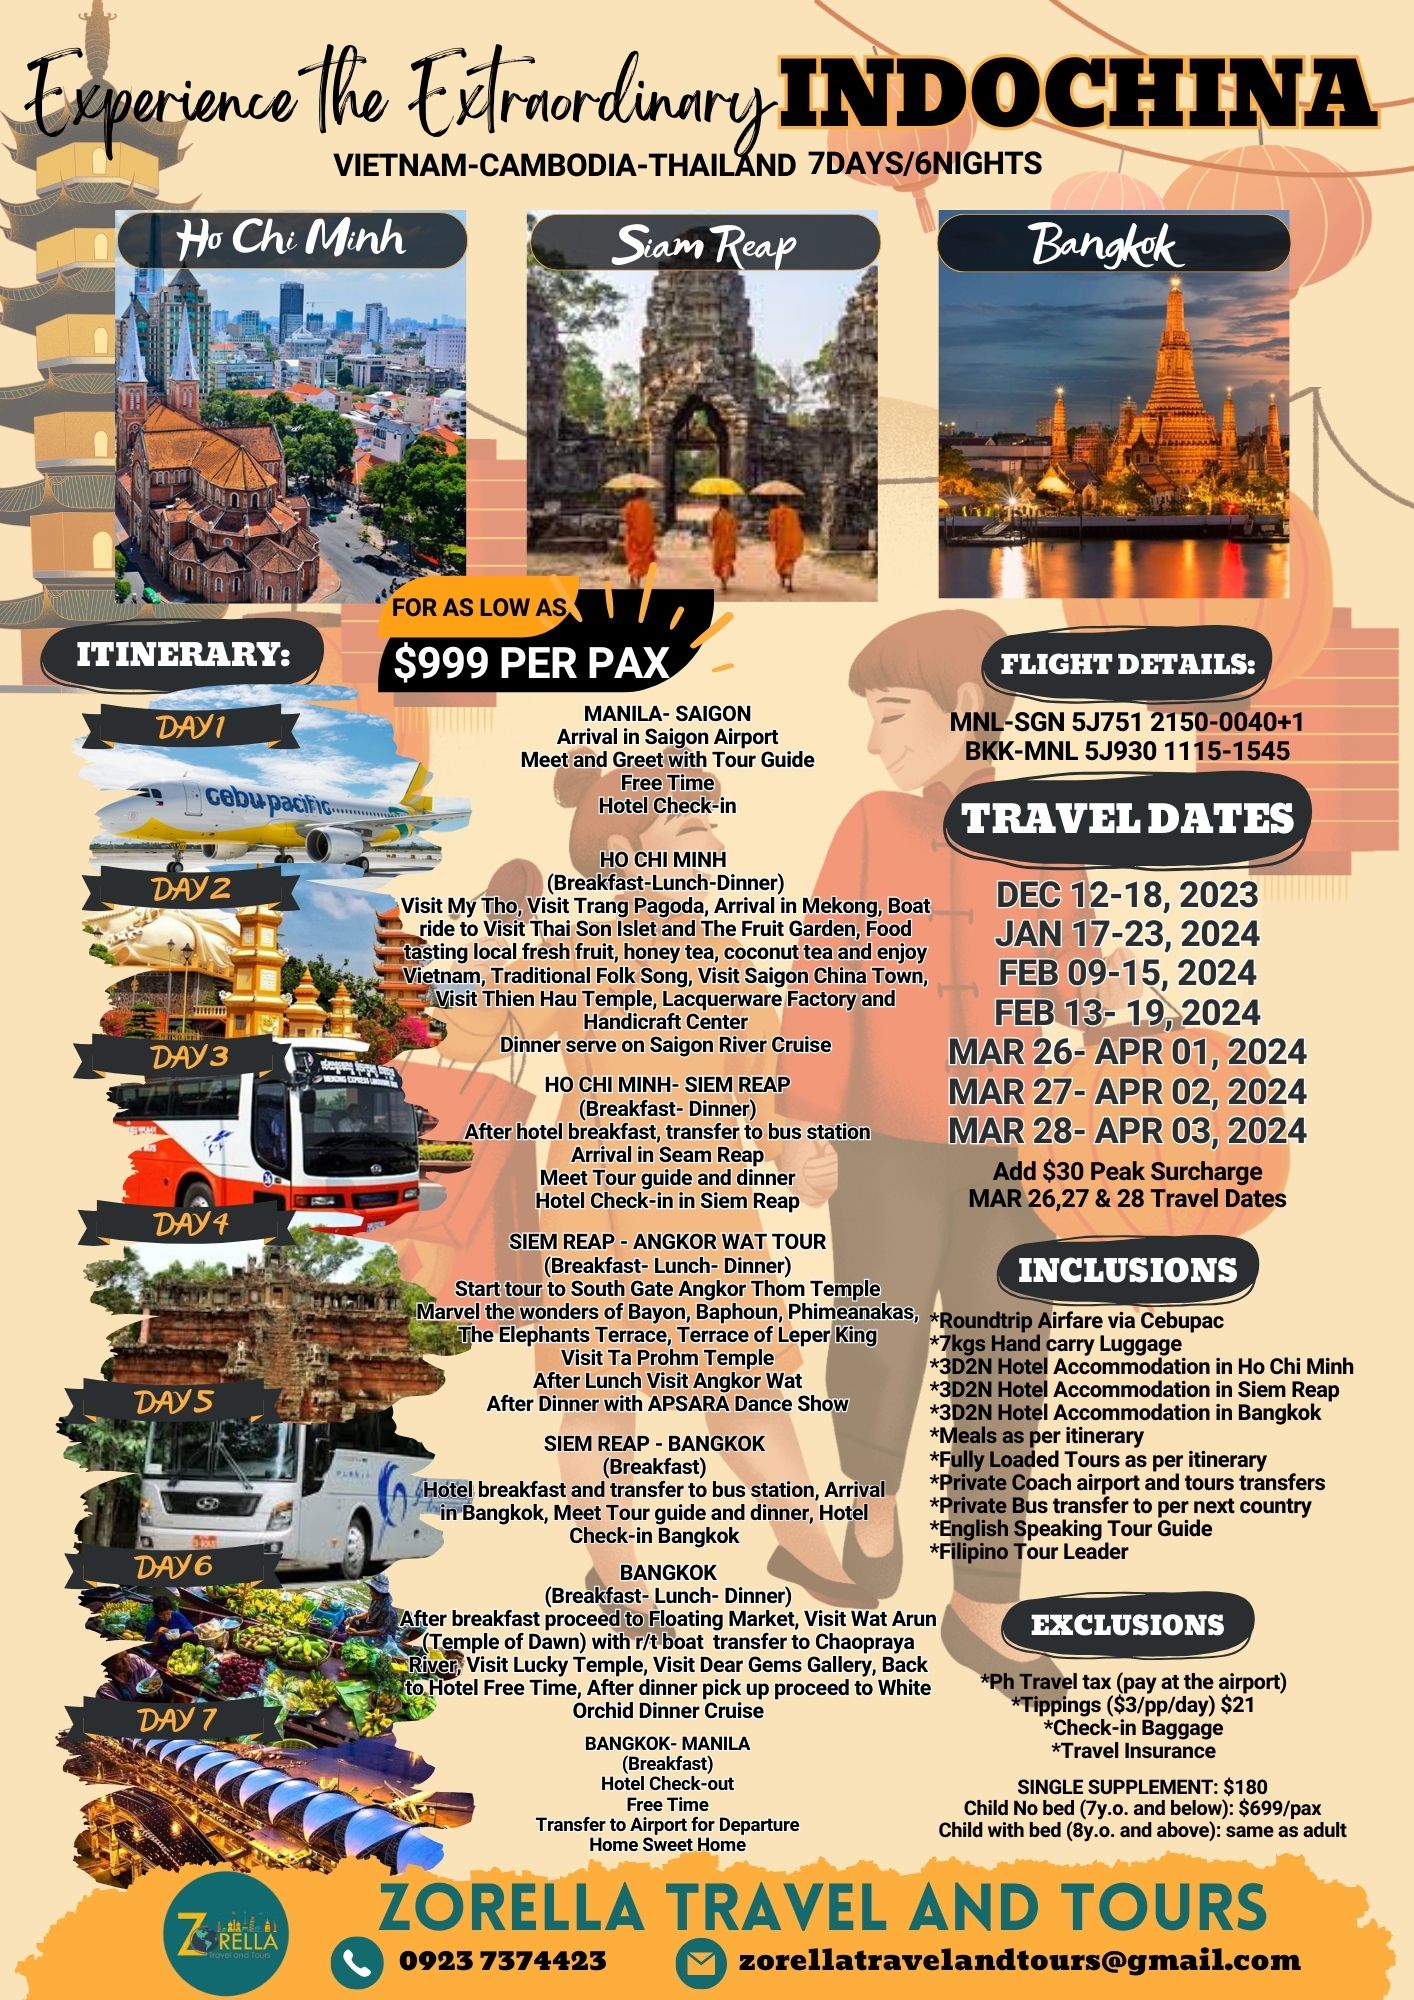 Experience the Extraordinary INDOCHINA
VIETNAM-CAMBODIA-THAILAND 7DAYS/6NIGHTS
Ho Chi Minh
Siam Reap
Bangkok
FOR AS LOW AS
$999 PER PAX
ITINERARY:
DAY 1
cebu pacific
MANILA- SAIGON
Arrival in Saigon Airport
Meet and Greet with Tour Guide
Free Time
Hotel Check-in
DAY 2
HO CHI MINH
(Breakfast-Lunch-Dinner)
Visit My Tho, Visit Trang Pagoda, Arrival in Mekong, Boat
ride to Visit Thai Son Islet and The Fruit Garden, Food
tasting local fresh fruit, honey tea, coconut tea and enjoy
Vietnam, Traditional Folk Song, Visit Saigon China Town,
Visit Thien Hau Temple, Lacquerware Factory and
Handicraft Center
Dinner serve on Saigon River Cruise
DAY 3
HO CHI MINH- SIEM REAP
(Breakfast- Dinner)
After hotel breakfast, transfer to bus station
Arrival in Seam Reap
Meet Tour guide and dinner
Hotel Check-in in Siem Reap
DAY 4
SIEM REAP - ANGKOR WAT TOUR
(Breakfast- Lunch- Dinner)
Start tour to South Gate Angkor Thom Temple
Marvel the wonders of Bayon, Baphoun, Phimeanakas,
The Elephants Terrace, Terrace of Leper King
Visit Ta Prohm Temple
After Lunch Visit Angkor Wat
After Dinner with APSARA Dance Show
DAY 5
SIEM REAP - BANGKOK
(Breakfast)
Hotel breakfast and transfer to bus station, Arrival
in Bangkok, Meet Tour guide and dinner, Hotel
Check-in Bangkok
DAY 6
BANGKOK
(Breakfast- Lunch- Dinner)
After breakfast proceed to Floating Market, Visit Wat Arun
(Temple of Dawn) with r/t boat transfer to Chaopraya
River, Visit Lucky Temple, Visit Dear Gems Gallery, Back
to Hotel Free Time, After dinner pick up proceed to White
Orchid Dinner Cruise
DAY 7
BANGKOK- MANILA
(Breakfast)
Hotel Check-out
Free Time
Transfer to Airport for Departure
Home Sweet Home
FLIGHT DETAILS:
MNL-SGN 5J751 2150-0040+1
BKK-MNL 5J930 1115-1545
TRAVEL DATES
DEC 12-18, 2023
JAN 17-23, 2024
FEB 09-15, 2024
FEB 13- 19, 2024
MAR 26- APR 01, 2024
MAR 27- APR 02, 2024
MAR 28- APR 03, 2024
Add $30 Peak Surcharge
MAR 26,27 & 28 Travel Dates
INCLUSIONS
*Roundtrip Airfare via Cebupac
*7kgs Hand carry Luggage
*3D2N Hotel Accommodation in Ho Chi Minh
*3D2N Hotel Accommodation in Siem Reap
*3D2N Hotel Accommodation in Bangkok
*Meals as per itinerary
*Fully Loaded Tours as per itinerary
*Private Coach airport and tours transfers
*Private Bus transfer to per next country
*English Speaking Tour Guide
*Filipino Tour Leader
EXCLUSIONS
*Ph Travel tax (pay at the airport)
*Tippings ($3/pp/day) $21
*Check-in Baggage
*Travel Insurance
SINGLE SUPPLEMENT: $180
Child No bed (7y.o. and below): $699/pax
Child with bed (8y.o. and above): same as adult
ZORELLA
Travel and Tours
ZORELLA TRAVEL AND TOURS
0923 7374423
zorellatravelandtours@gmail.com